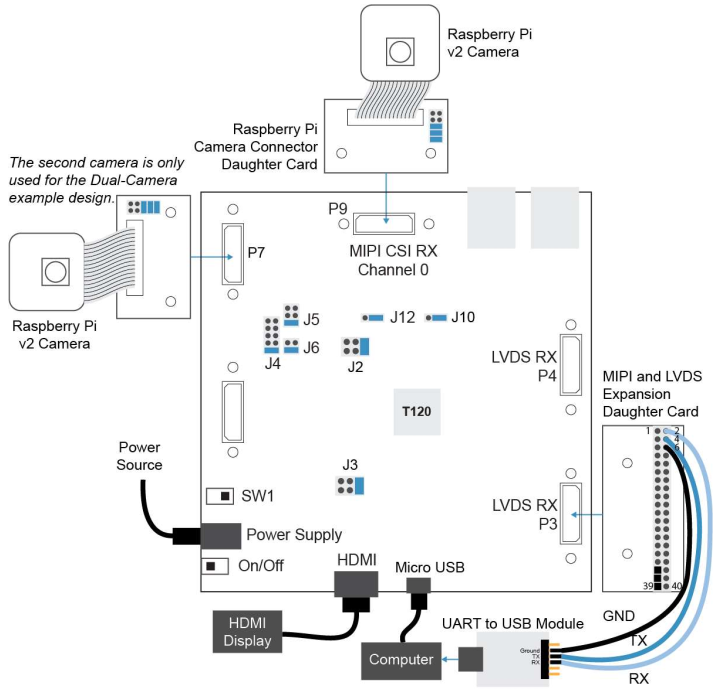 Raspberry Pi
v2 Camera
Raspberry Pi
Camera Connector
Daughter Card
The second camera is only
used for the Dual-Camera
example design.
P9
MIPI CSI RX
Channel 0
P7
Raspberry Pi
v2 Camera
J5
J12
J10
J6
J4
J2
LVDS RX
P4
MIPI and LVDS
Expansion
Daughter Card
T120
1
2
4
6
Power
Source
J3
SW1
LVDS RX
P3
Power Supply
On/Off
HDMI
Micro USB
39
40
HDMI
Display
Computer
UART to USB Module
GND
TX
RX
Ground
TX
RX